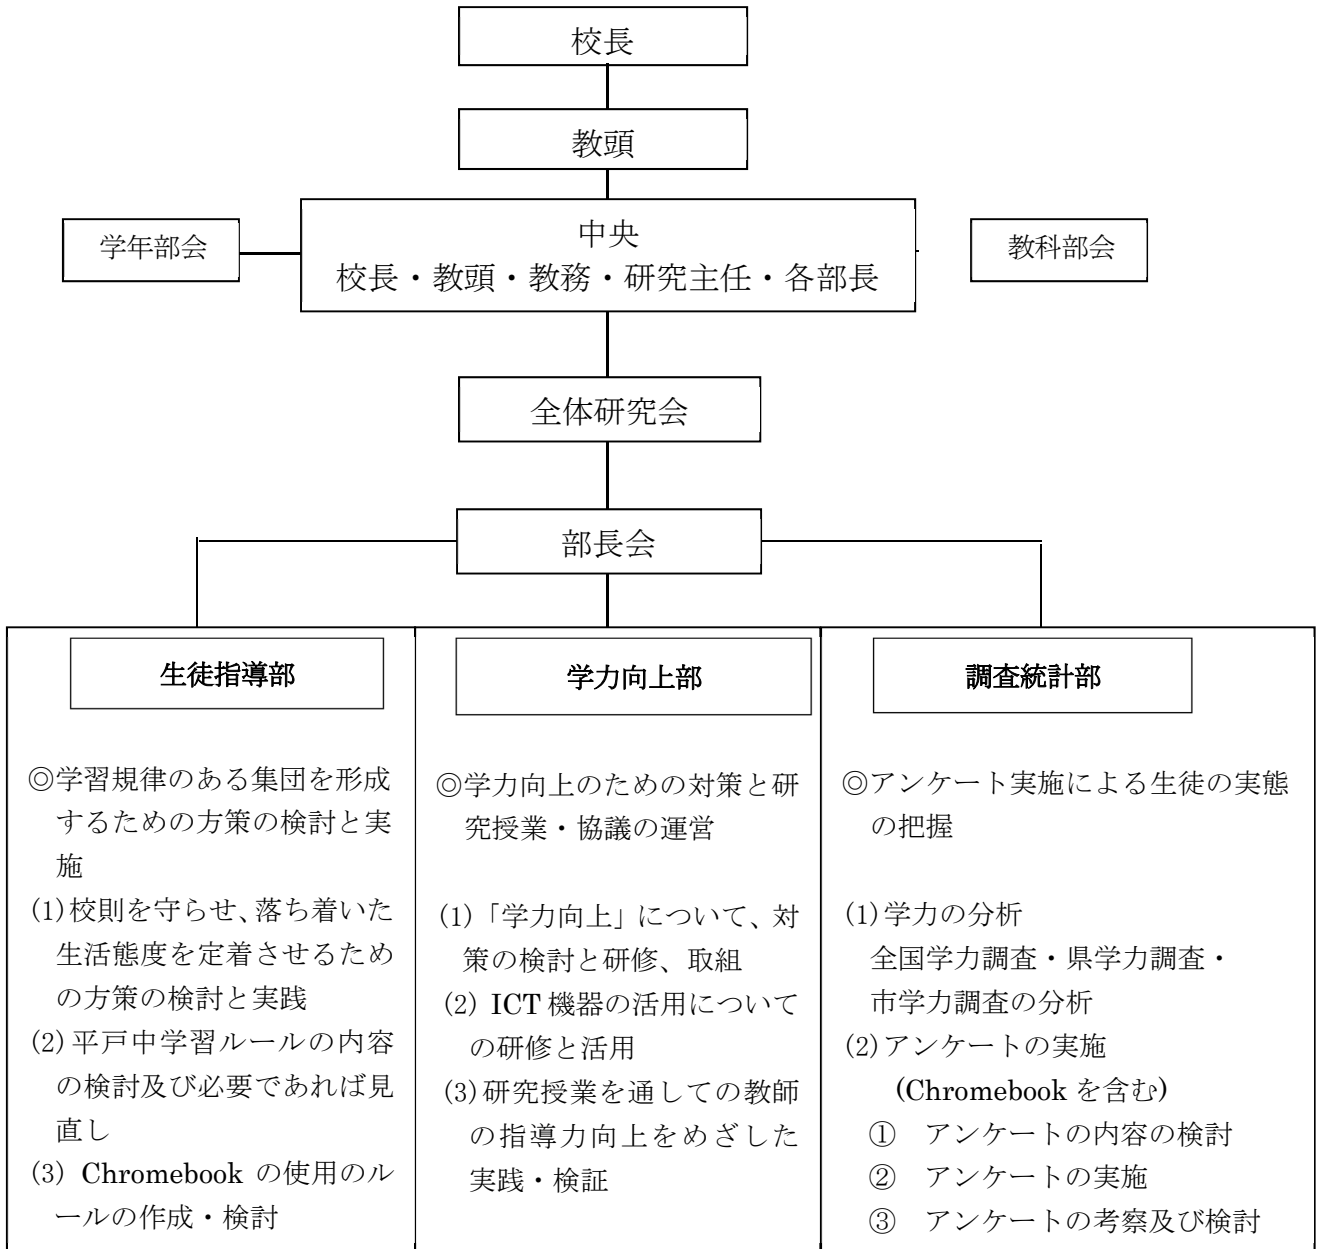 校長
教頭
学年部会
中央
校長・教頭・教務・研究主任・各部長
教科部会
全体研究会
部長会
生徒指導部
◎学習規律のある集団を形成
するための方策の検討と実
施
(1)校則を守らせ、落ち着いた
生活態度を定着させるため
の方策の検討と実践
(2)平戸中学習ルールの内容
の検討及び必要であれば見
直し
(3) Chromebook の使用のル
ールの作成・検討
学力向上部
◎学力向上のための対策と研
究授業・協議の運営
(1)「学力向上」について、対
策の検討と研修、取組
(2) ICT 機器の活用について
の研修と活用
(3)研究授業を通しての教師
の指導力向上をめざした
実践・検証
調査統計部
◎アンケート実施による生徒の実態
の把握
(1)学力の分析
全国学力調査・県学力調査・
市学力調査の分析
(2)アンケートの実施
(Chromebook を含む)
① アンケートの内容の検討
② アンケートの実施
③ アンケートの考察及び検討